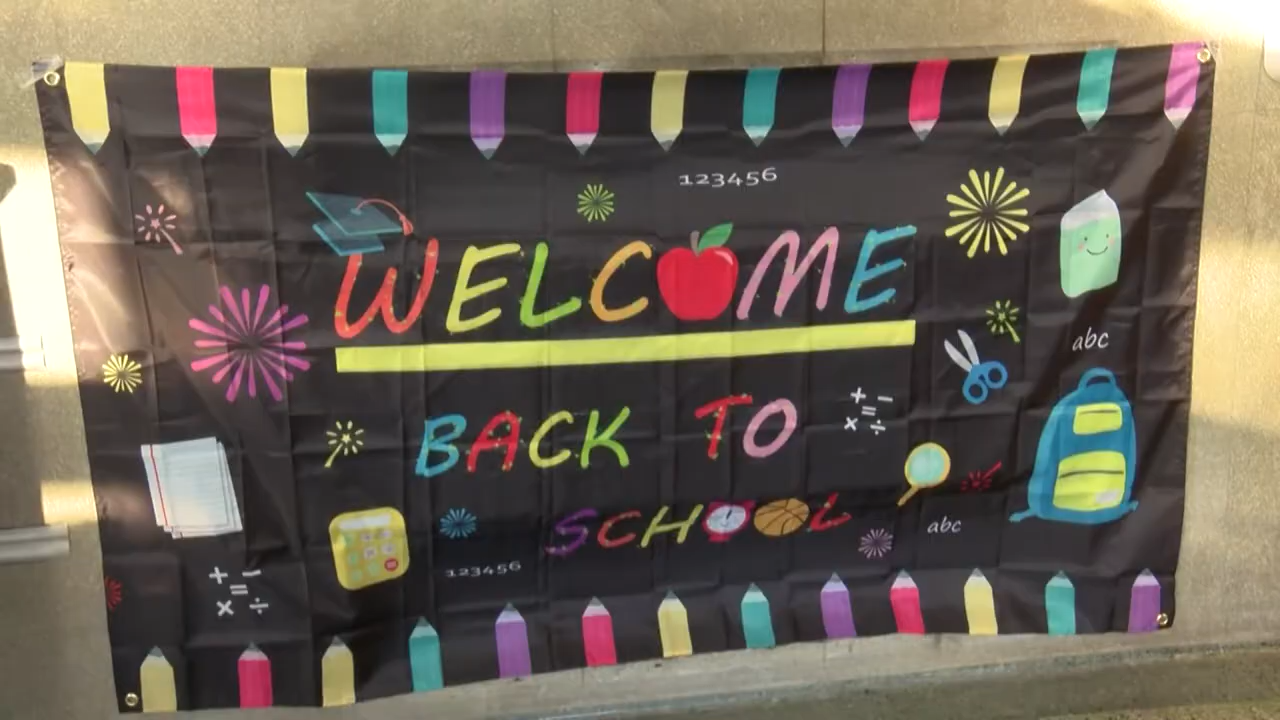 123456
WELCOME
abc
BACK TO
+ −
=
× ÷
SCHOOL
abc
123456
+ −
=
× ÷